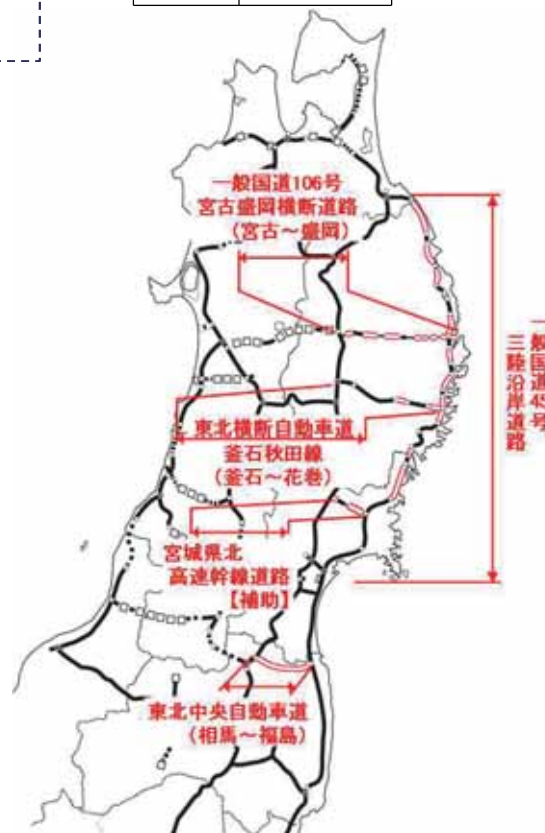 一般国道106号
宮古盛岡横断道路
(宮古~盛岡)
一般国道45号
三陸沿岸道路
東北横断自動車道
釜石秋田線
(釜石~花巻)
宮城県北
高速幹線道路
【補助】
東北中央自動車道
(相馬~福島)